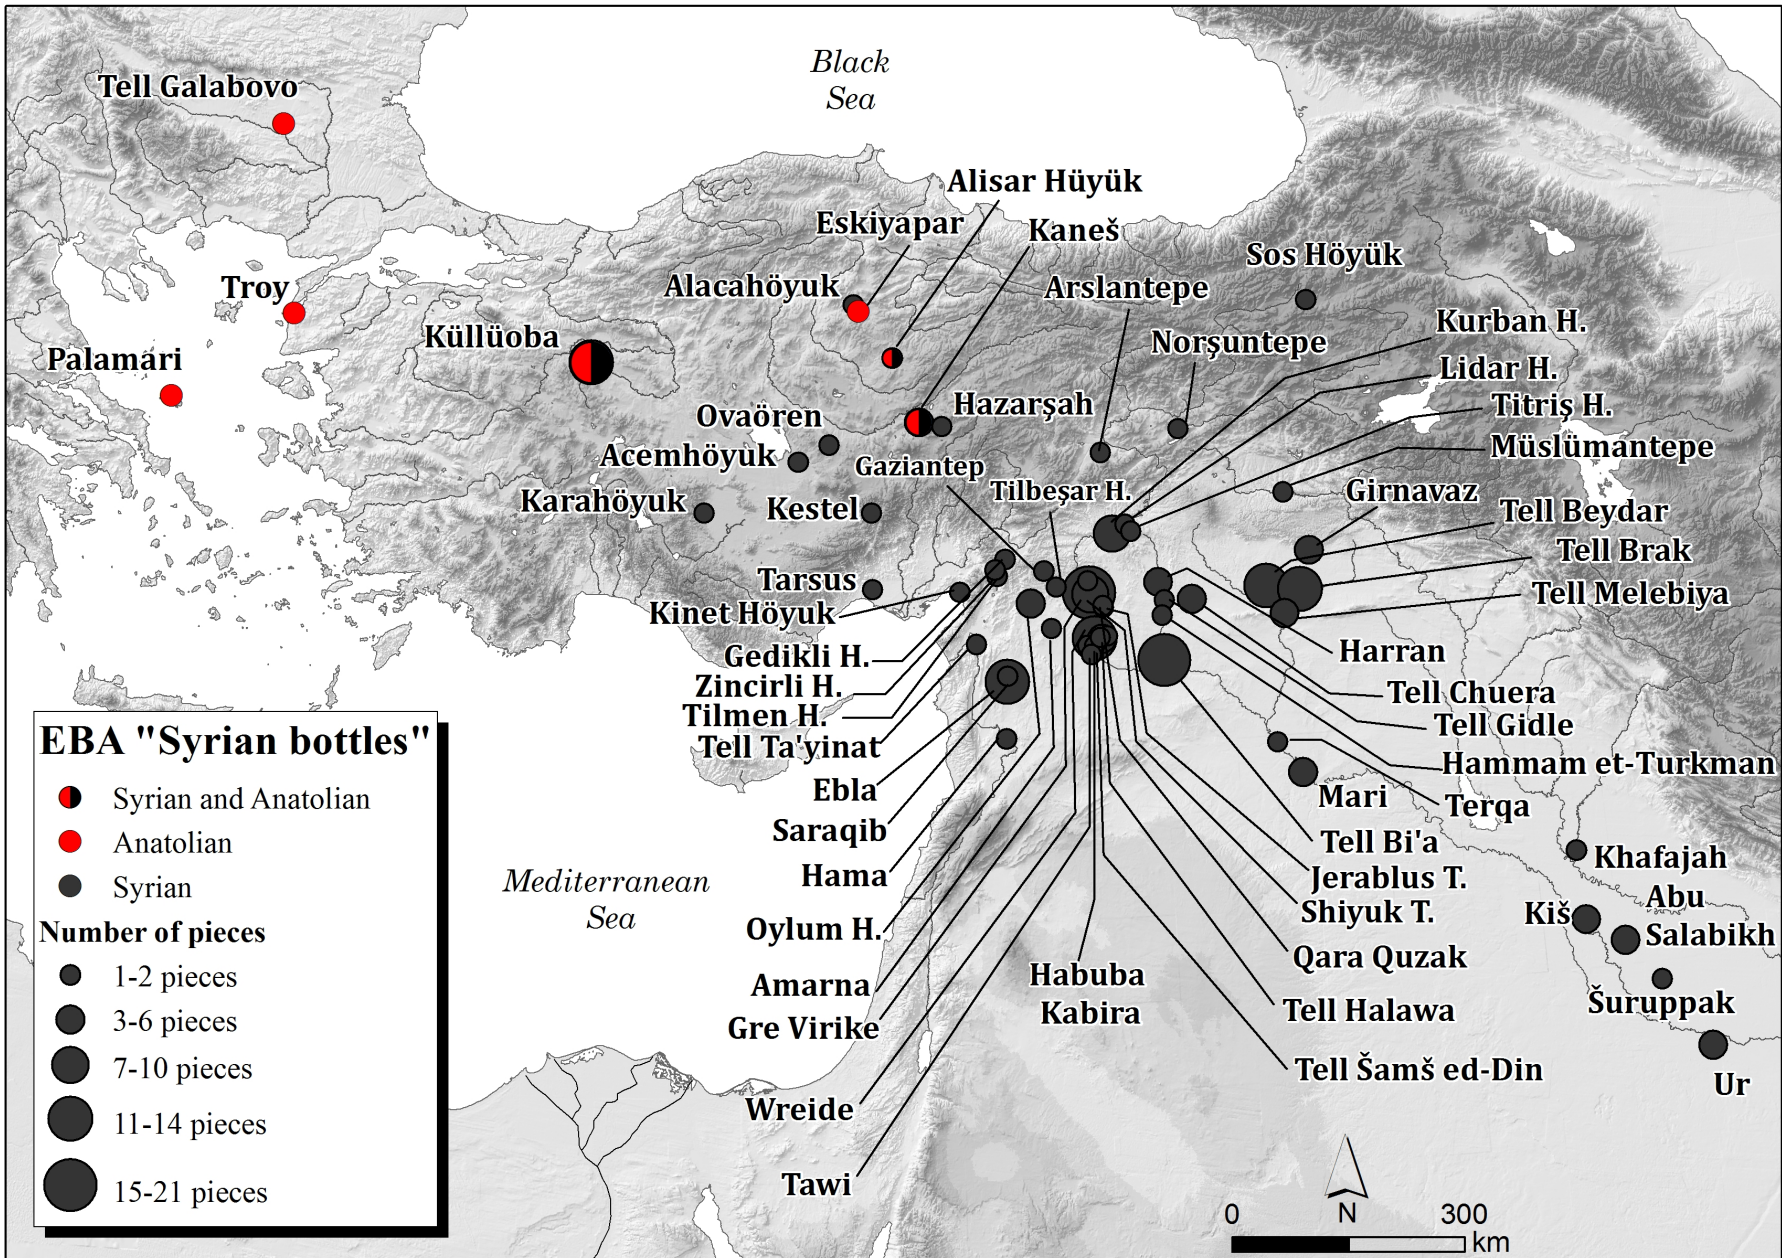 Black
Sea
Tell Galabovo
Alisar Hüyük
Eskiyapar
Kaneš
Sos Höyük
Alacahöyuk
Arslantepe
Troy
Küllüoba
Kurban H.
Norşuntepe
Palamari
Lidar H.
Titriş H.
Hazarşah
Ovaören
Müslümantepe
Acemhöyuk
Gaziantep
Tilbeşar H.
Girnavaz
Karahöyuk
Kestel
Tell Beydar
Tell Brak
Tarsus
Tell Melebiya
Kinet Höyuk
Gedikli H.
Harran
Zincirli H.
Tell Chuera
Tilmen H.
Tell Gidle
Tell Ta'yinat
Hammam et-Turkman
Ebla
Mari
Terqa
Saraqib
Tell Bi'a
Khafajah
Hama
Jerablus T.
Mediterranean
Sea
Abu
Salabikh
Kiš
Shiyuk T.
Oylum H.
Qara Quzak
Habuba
Kabira
Amarna
Šuruppak
Tell Halawa
Gre Virike
Tell Šamš ed-Din
Ur
Wreide
Tawi
EBA "Syrian bottles"
Syrian and Anatolian
Anatolian
Syrian
Number of pieces
1-2 pieces
3-6 pieces
7-10 pieces
11-14 pieces
15-21 pieces
0 N 300
km